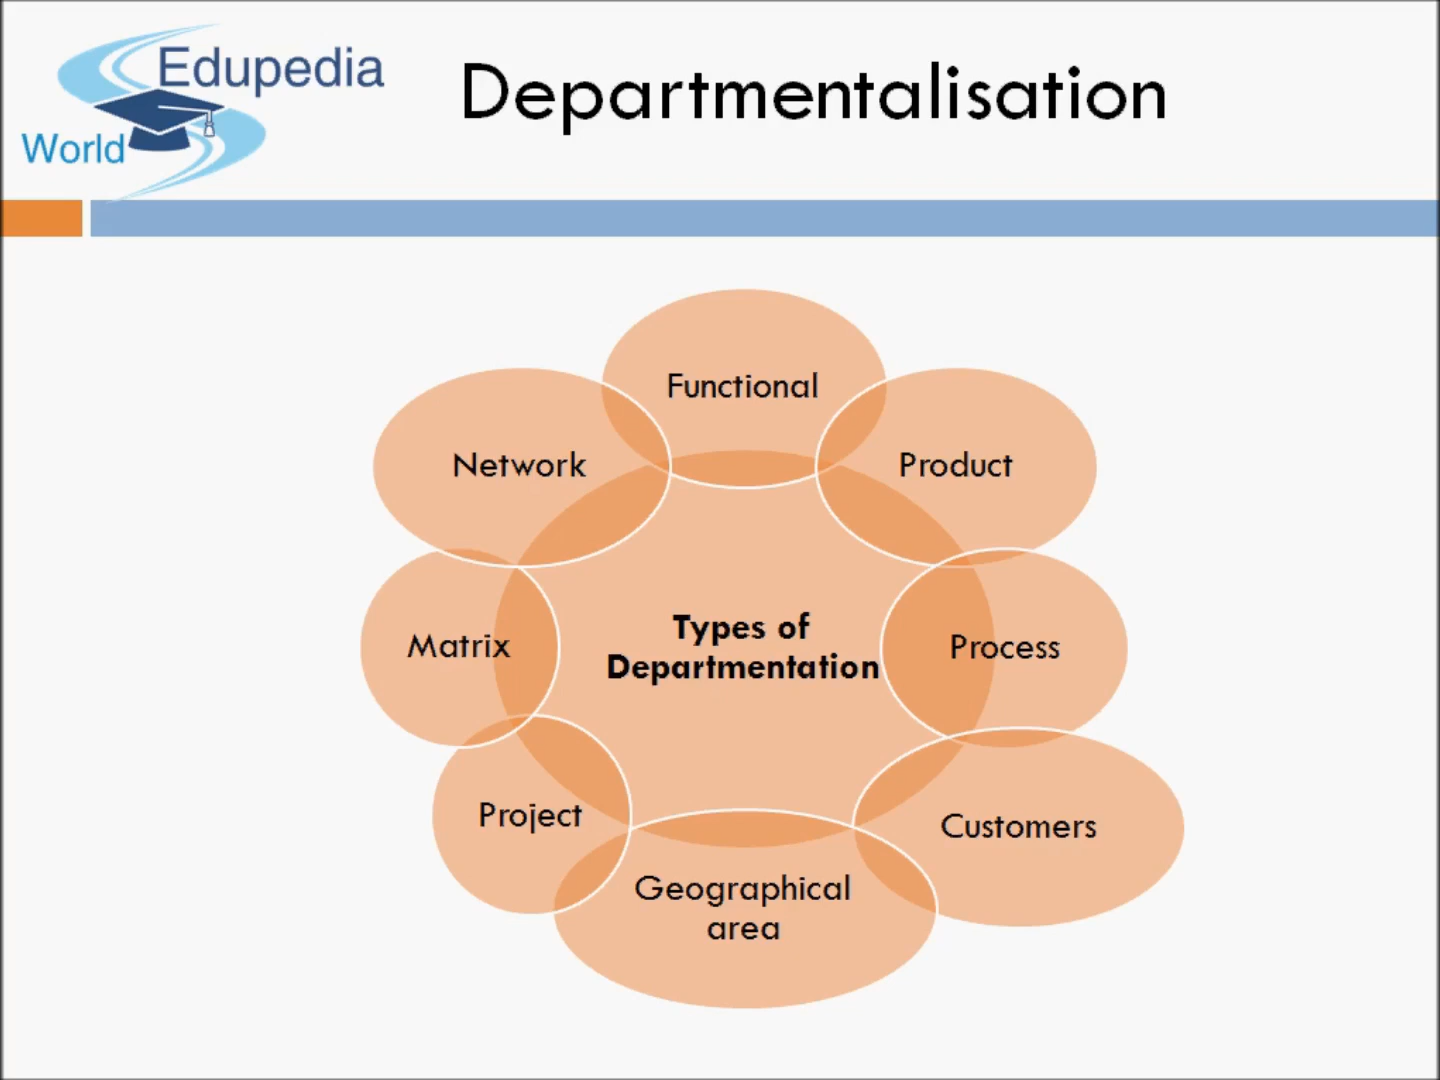 Edupedia
World
Departmentalisation
Functional
Product
Process
Customers
Geographical
area
Project
Matrix
Network
Types of
Departmentation